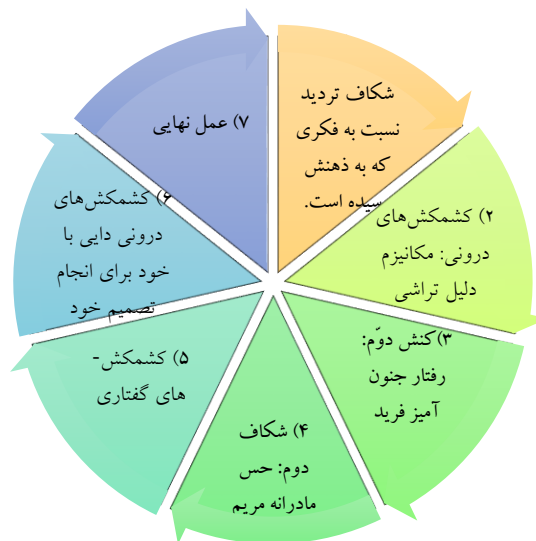 شکاف تردید
نسبت به فکری
که به ذهنش
رسیده است.
۲) کشمکش‌های
درونی: مکانیزم
دلیل تراشی
۳)کنش دوّم:
رفتار جنون
آمیز فرید
۴) شکاف
دوم: حس
مادرانه مریم
۵) کشمکش-
های گفتاری
۶) کشمکش‌های
درونی دایی با
خود برای انجام
تصمیم خود
۷) عمل نهایی